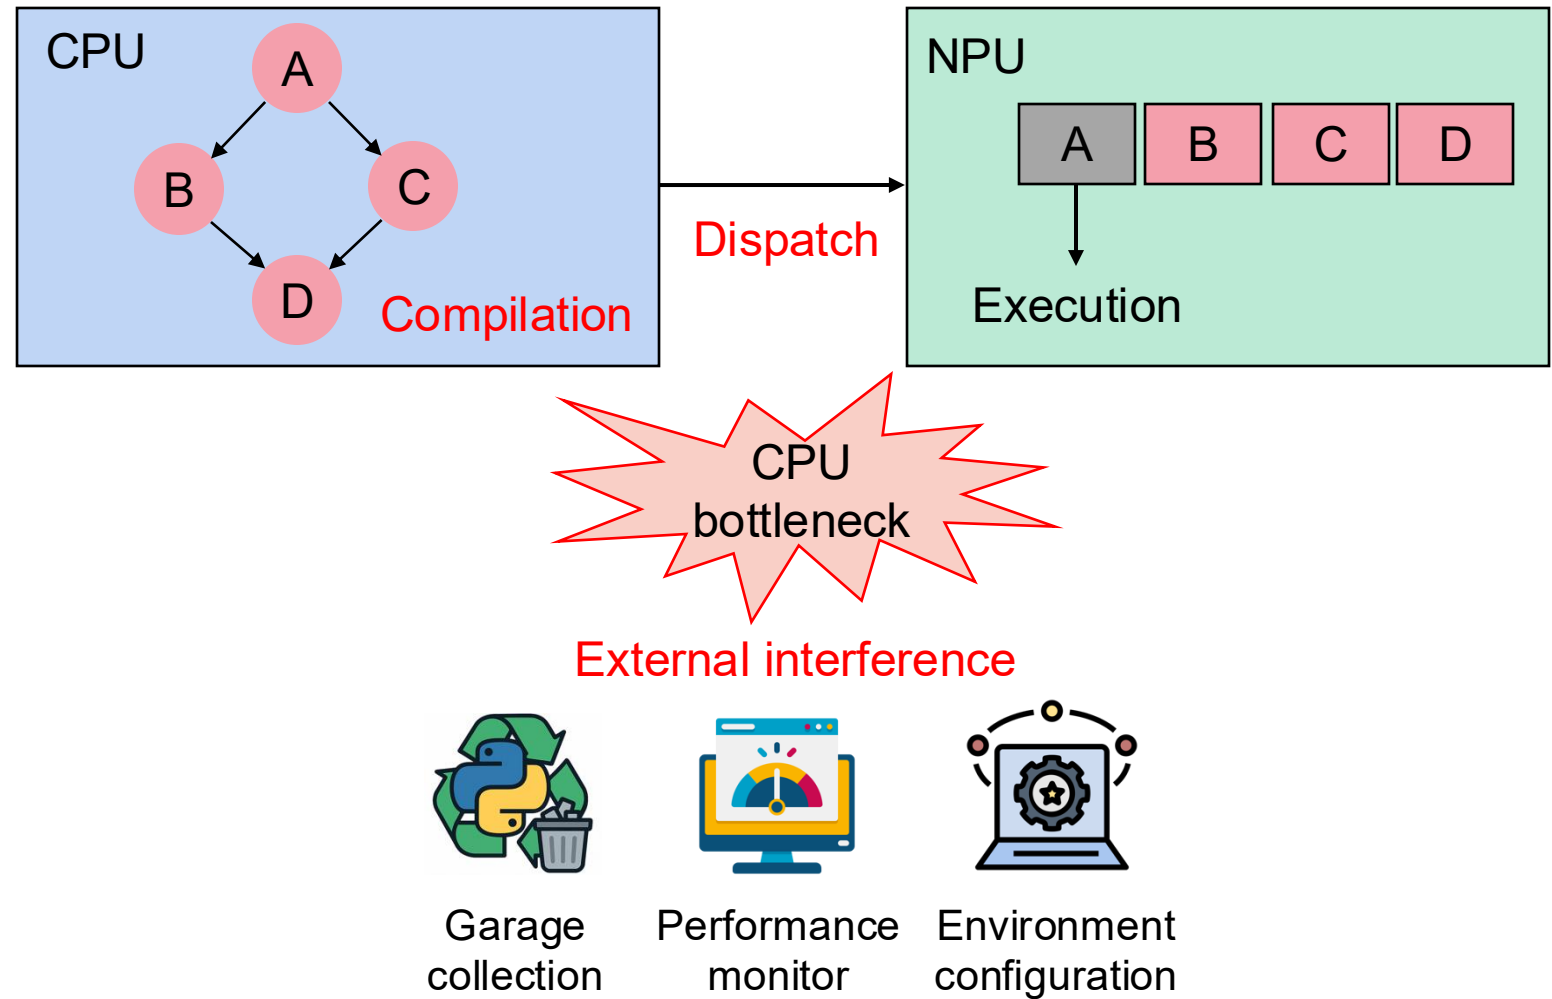 CPU
A
B
C
D
Compilation
Dispatch
NPU
A B C D
Execution
CPU
bottleneck
External interference
Garage
collection
Performance
monitor
Environment
configuration